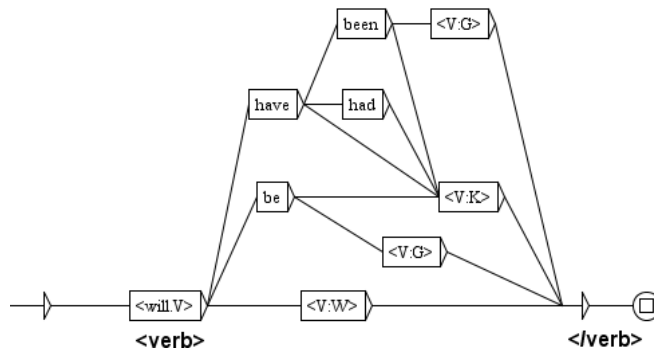 been <V:G>
have had
be <V:K>
<V:G>
<will.V> <V:W>
<verb> </verb>